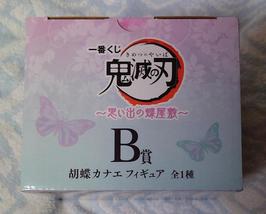 一番くじ
きめつのやいば
鬼滅の刃
～思い出の蝶屋敷～
B賞
胡蝶カナエ フィギュア 全1種